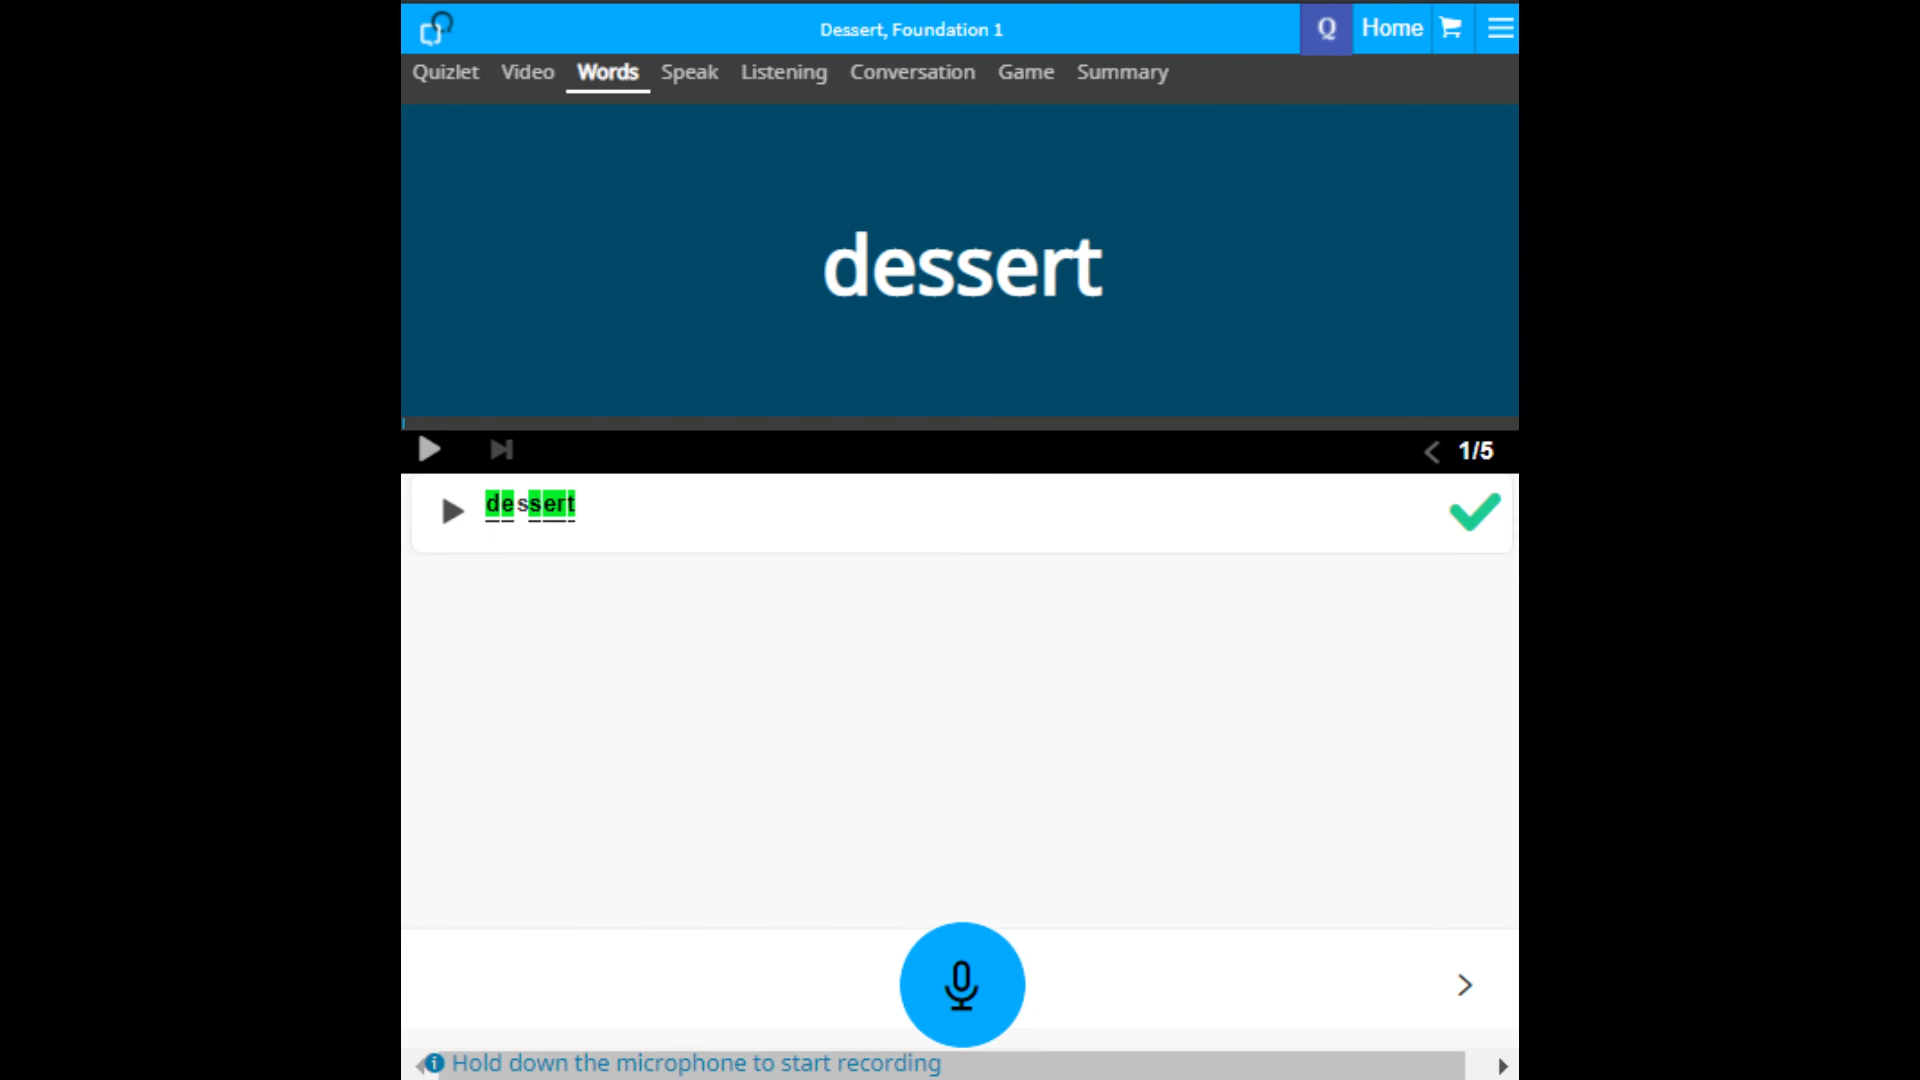 Dessert, Foundation 1
Q Home
Quizlet Video Words Speak Listening Conversation Game Summary
dessert
1/5
dessert
Hold down the microphone to start recording